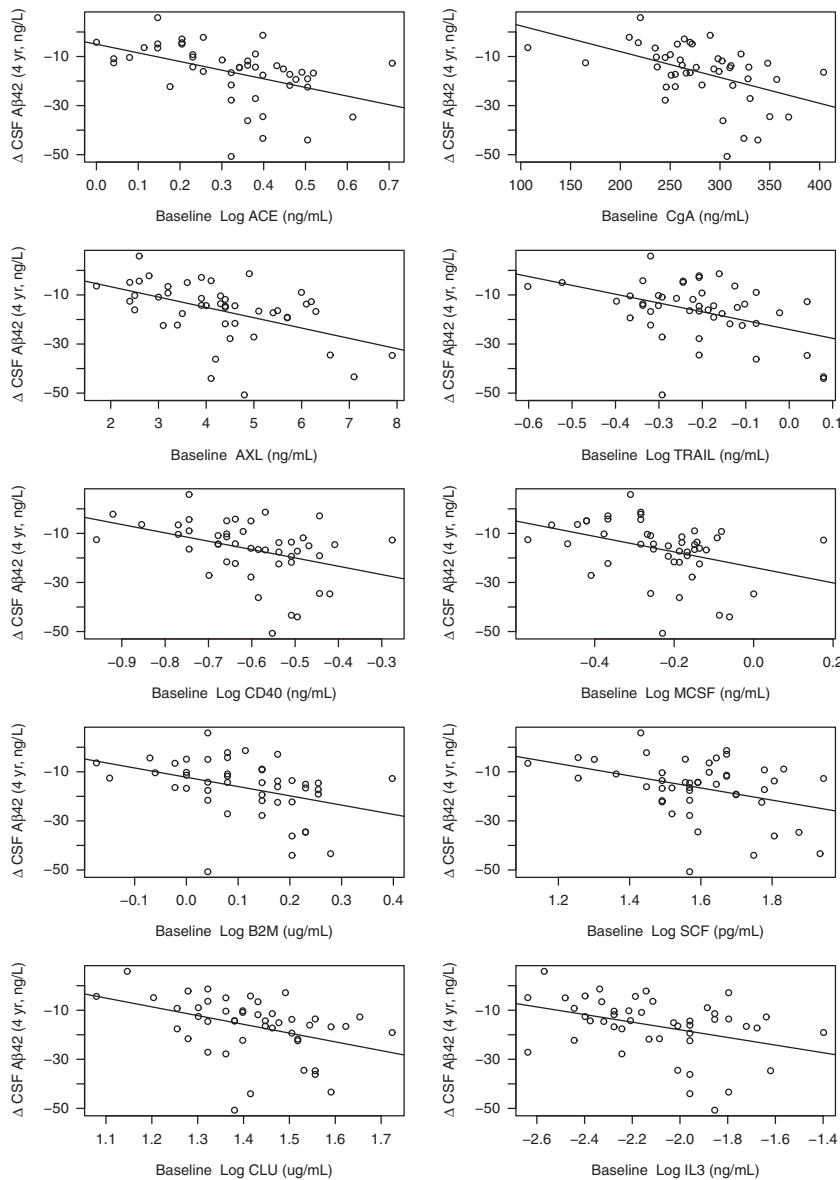 Δ CSF Aβ42 (4 yr, ng/L)
−10
−30
−50
0.0 0.1 0.2 0.3 0.4 0.5 0.6 0.7
Baseline Log ACE (ng/mL)
Δ CSF Aβ42 (4 yr, ng/L)
−10
−30
−50
100 150 200 250 300 350 400
Baseline CgA (ng/mL)
Δ CSF Aβ42 (4 yr, ng/L)
−10
−30
−50
2 3 4 5 6 7 8
Baseline AXL (ng/mL)
Δ CSF Aβ42 (4 yr, ng/L)
−10
−30
−50
−0.6 −0.5 −0.4 −0.3 −0.2 −0.1 0.0 0.1
Baseline Log TRAIL (ng/mL)
Δ CSF Aβ42 (4 yr, ng/L)
−10
−30
−50
−0.9 −0.8 −0.7 −0.6 −0.5 −0.4 −0.3
Baseline Log CD40 (ng/mL)
Δ CSF Aβ42 (4 yr, ng/L)
−10
−30
−50
−0.4 −0.2 0.0 0.2
Baseline Log MCSF (ng/mL)
Δ CSF Aβ42 (4 yr, ng/L)
−10
−30
−50
−0.1 0.0 0.1 0.2 0.3 0.4
Baseline Log B2M (ug/mL)
Δ CSF Aβ42 (4 yr, ng/L)
−10
−30
−50
1.2 1.4 1.6 1.8
Baseline Log SCF (pg/mL)
Δ CSF Aβ42 (4 yr, ng/L)
−10
−30
−50
1.1 1.2 1.3 1.4 1.5 1.6 1.7
Baseline Log CLU (ug/mL)
Δ CSF Aβ42 (4 yr, ng/L)
−10
−30
−50
−2.6 −2.4 −2.2 −2.0 −1.8 −1.6 −1.4
Baseline Log IL3 (ng/mL)